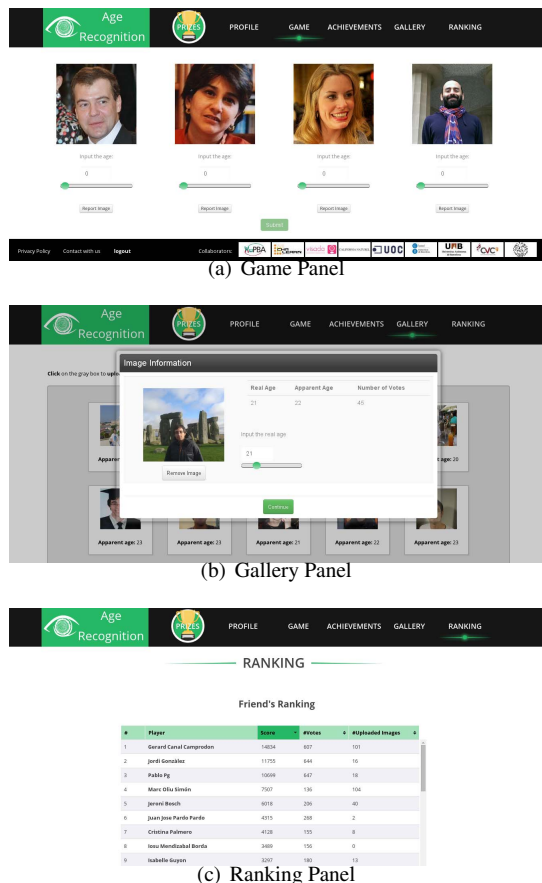 Age
Recognition
PRIZES
PROFILE GAME ACHIEVEMENTS GALLERY RANKING
Input the age: Input the age: Input the age: Input the age:
0 0 0 0
Report Image Report Image Report Image Report Image
Submit
Privacy Policy Contact with us logout Collaborators: UOC UAB CVC
(a) Game Panel
Age
Recognition
PRIZES
PROFILE GAME ACHIEVEMENTS GALLERY RANKING
Image Information
Click on the gray box to
Real Age Apparent Age Number of Votes
21 22
Input the real age
21
Remove Image
Continue
age: 20
Apparent age: 23 Apparent age: 23 Apparent age: 21 Apparent age: 22 Apparent age: 23
(b) Gallery Panel
Age
Recognition
PRIZES
PROFILE GAME ACHIEVEMENTS GALLERY RANKING
RANKING
Friend's Ranking
# Player Score #Votes #Uploaded Images
1 Gerard Canal Camprodon 14834 607 101
2 Jordi Gonzàlez 11755 644 16
3 Pablo Pg 10699 647 18
4 Marc Oliu Simón 7507 136 104
5 Jeroni Bosch 6018 206 40
6 Juan Jose Pardo Pardo 4515 268 2
7 Cristina Palmero 4128 155 8
8 Iosu Mendizabal Borda 3489 156 0
9 Isabelle Guyon 3297 180 13
(c) Ranking Panel